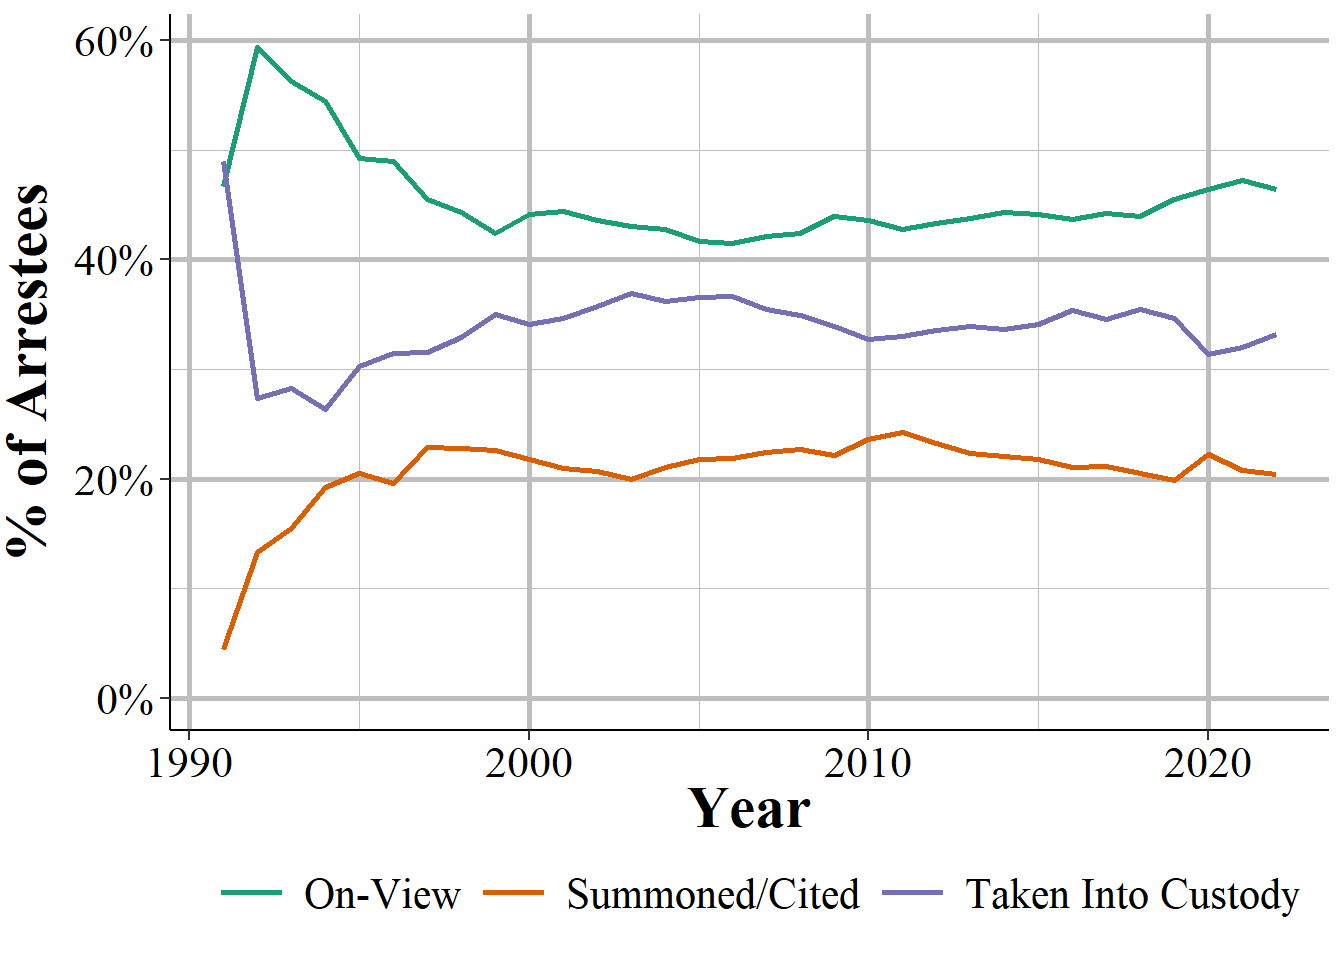 60%
40%
20%
0%
% of Arrestees
1990 2000 2010 2020
Year
On-View Summoned/Cited Taken Into Custody